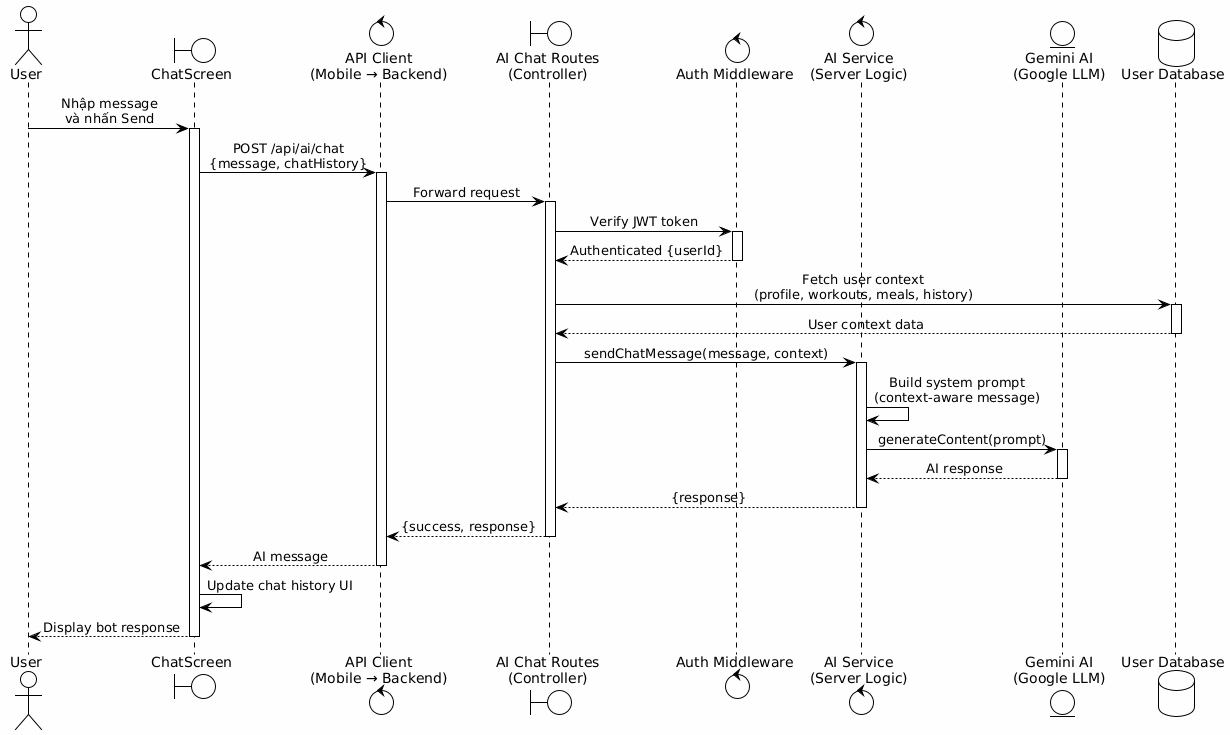 User
ChatScreen
API Client
(Mobile → Backend)
AI Chat Routes
(Controller)
Auth Middleware
AI Service
(Server Logic)
Gemini AI
(Google LLM)
User Database
Nhập message
và nhấn Send
POST /api/ai/chat
{message, chatHistory}
Forward request
Verify JWT token
Authenticated {userId}
Fetch user context
(profile, workouts, meals, history)
User context data
sendChatMessage(message, context)
Build system prompt
(context-aware message)
generateContent(prompt)
AI response
{response}
{success, response}
AI message
Update chat history UI
Display bot response
User
ChatScreen
API Client
(Mobile → Backend)
AI Chat Routes
(Controller)
Auth Middleware
AI Service
(Server Logic)
Gemini AI
(Google LLM)
User Database